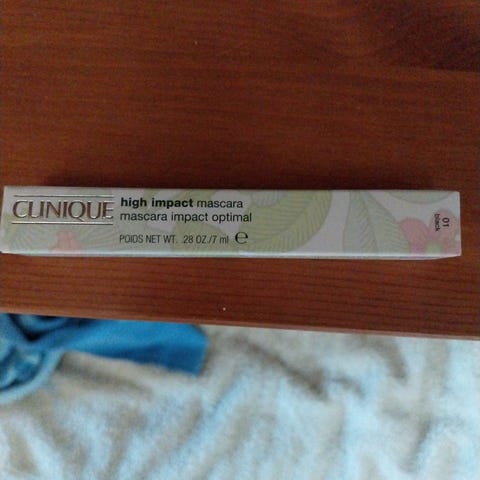 CLINIQUE
high impact mascara
mascara impact optimal
POIDS NET WT. .28 OZ./7 ml ℮
01
black